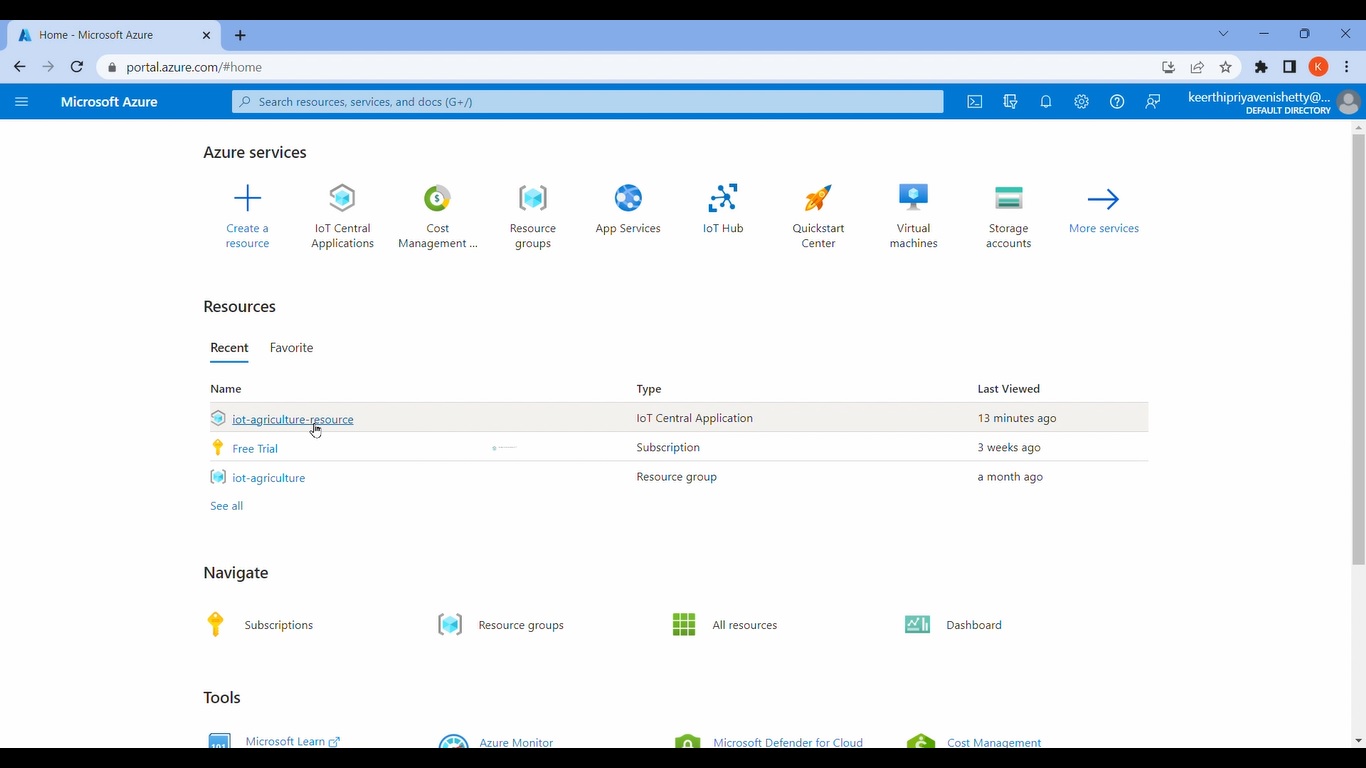 Home - Microsoft Azure
portal.azure.com/#home
Microsoft Azure
Search resources, services, and docs (G+/)
keerthipriyavenishetty@...
DEFAULT DIRECTORY
K
Azure services
Create a resource
IoT Central Applications
Cost Management ...
Resource groups
App Services
IoT Hub
Quickstart Center
Virtual machines
Storage accounts
More services
Resources
Recent Favorite
Name Type Last Viewed
iot-agriculture-resource IoT Central Application 13 minutes ago
Free Trial Subscription 3 weeks ago
iot-agriculture Resource group a month ago
See all
Navigate
Subscriptions Resource groups All resources Dashboard
Tools
Microsoft Learn Azure Monitor Microsoft Defender for Cloud Cost Management